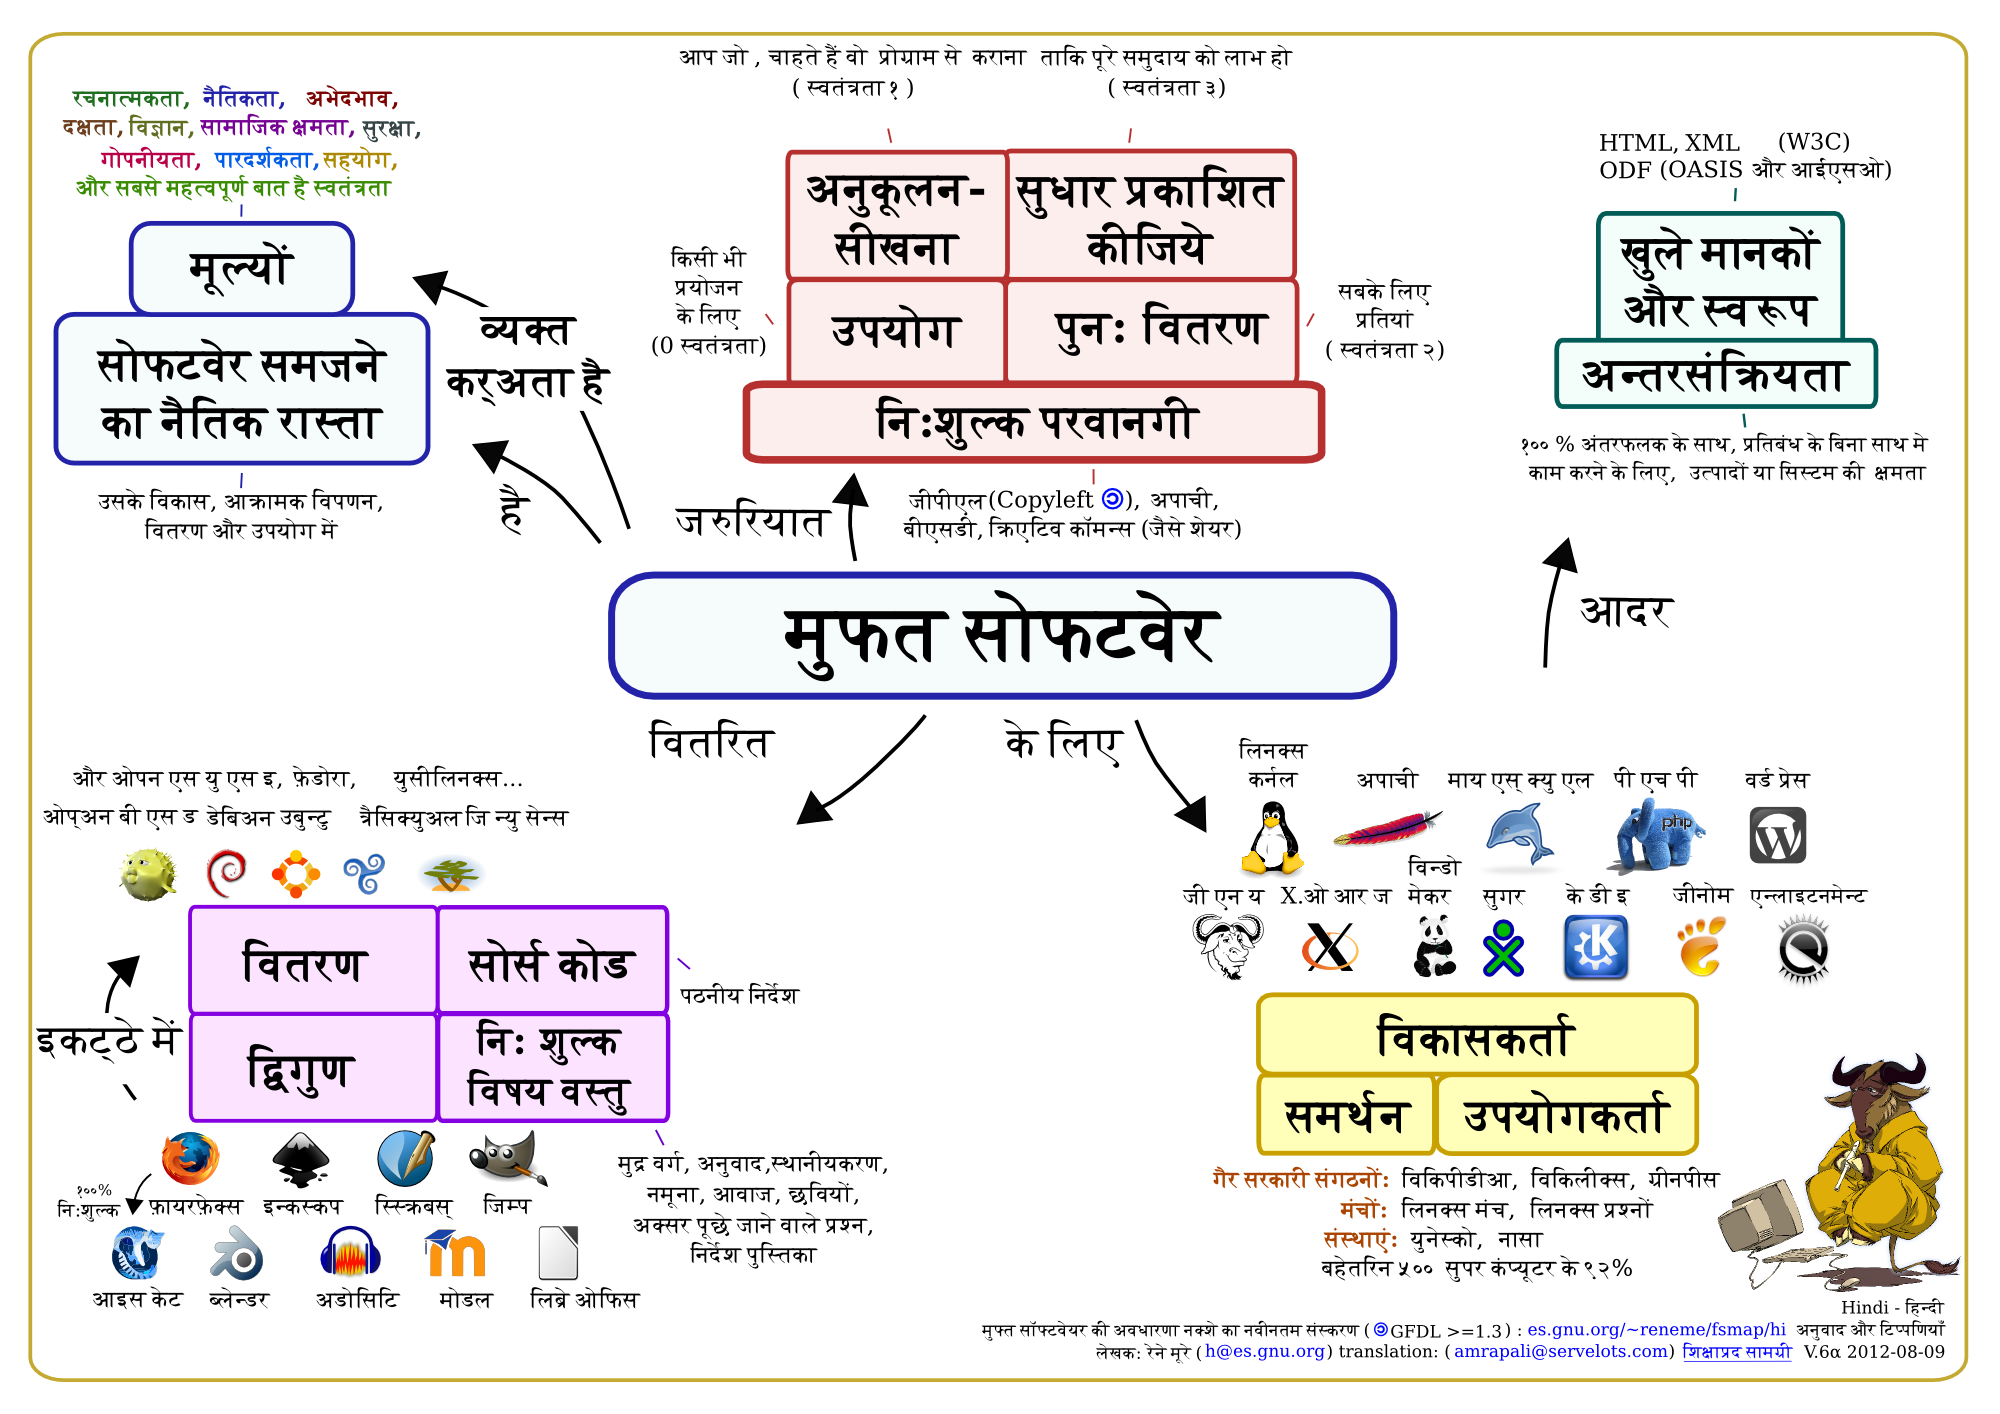 आप जो , चाहते हैं वो प्रोग्राम से कराना
( स्वतंत्रता १ )
ताकि पूरे समुदाय को लाभ हो
( स्वतंत्रता ३)
रचनात्मकता, नैतिकता, अभेदभाव,
दक्षता, विज्ञान, सामाजिक क्षमता, सुरक्षा,
गोपनीयता, पारदर्शकता, सहयोग,
और सबसे महत्वपूर्ण बात है स्वतंत्रता
मूल्यों
सोफटवेर समजने
का नैतिक रास्ता
उसके विकास, आक्रामक विपणन,
वितरण और उपयोग में
व्यक्त
कर्अता है
है
अनुकूलन-
सीखना
सुधार प्रकाशित
कीजिये
किसी भी
प्रयोजन
के लिए
(0 स्वतंत्रता)
उपयोग
पुनः वितरण
सबके लिए
प्रतियां
( स्वतंत्रता २)
निःशुल्क परवानगी
जरुरियात
जीपीएल(Copyleft ), अपाची,
बीएसडी, क्रिएटिव कॉमन्स (जैसे शेयर)
HTML, XML (W3C)
ODF (OASIS और आईएसओ)
खुले मानकों
और स्वरूप
अन्तरसंक्रियता
१०० % अंतरफलक के साथ, प्रतिबंध के बिना साथ मे
काम करने के लिए, उत्पादों या सिस्टम की क्षमता
आदर
मुफत सोफटवेर
वितरित
के लिए
और ओपन एस यु एस इ, फ़ेडोरा, युसीलिनक्स...
ओप्अन बी एस ड डेबिअन उबुन्टु त्रैसिक्युअल जि न्यु सेन्स
वितरण
सोर्स कोड
पठनीय निर्देश
इकट्ठे में
द्विगुण
निः शुल्क
विषय वस्तु
मुद्र वर्ग, अनुवाद,स्थानीयकरण,
नमूना, आवाज, छवियों,
अक्सर पूछे जाने वाले प्रश्न,
निर्देश पुस्तिका
१००%
निःशुल्क
फ़ायरफ़ेक्स इन्कस्कप स्स्क्रिबस् जिम्प
आइस केट ब्लेन्डर अडोसिटि मोडल लिब्रे ओफिस
लिनक्स
कर्नल
अपाची माय एस् क्यु एल पी एच पी वर्ड प्रेस
php
जी एन य X.ओ आर ज
विन्डो
मेकर
सुगर के डी इ जीनोम एन्लाइटनमेन्ट
विकासकर्ता
समर्थन
उपयोगकर्ता
गैर सरकारी संगठनों: विकिपीडीआ, विकिलीक्स, ग्रीनपीस
मंचों: लिनक्स मंच, लिनक्स प्रश्नों
संस्थाएं: युनेस्को, नासा
बहेतरिन ५०० सुपर कंप्यूटर के ९२%
Hindi - हिन्दी
मुफ्त सॉफ्टवेयर की अवधारणा नक्शे का नवीनतम संस्करण ( GFDL >=1.3) : es.gnu.org/~reneme/fsmap/hi अनुवाद और टिप्पणियाँ
लेखक: रेने मूरे (h@es.gnu.org) translation: (amrapali@servelots.com) शिक्षाप्रद सामग्री V.6α 2012-08-09